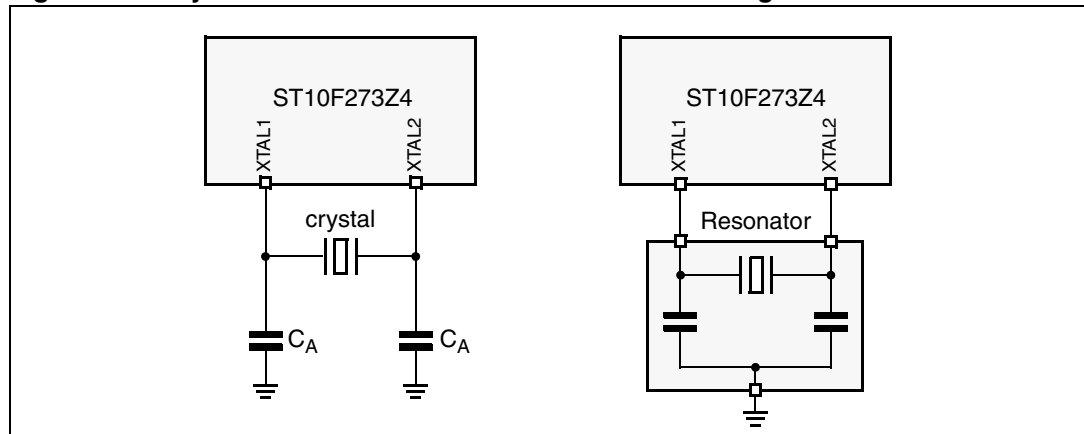 ST10F273Z4
XTAL1
XTAL2
crystal
CA
CA
ST10F273Z4
XTAL1
XTAL2
Resonator